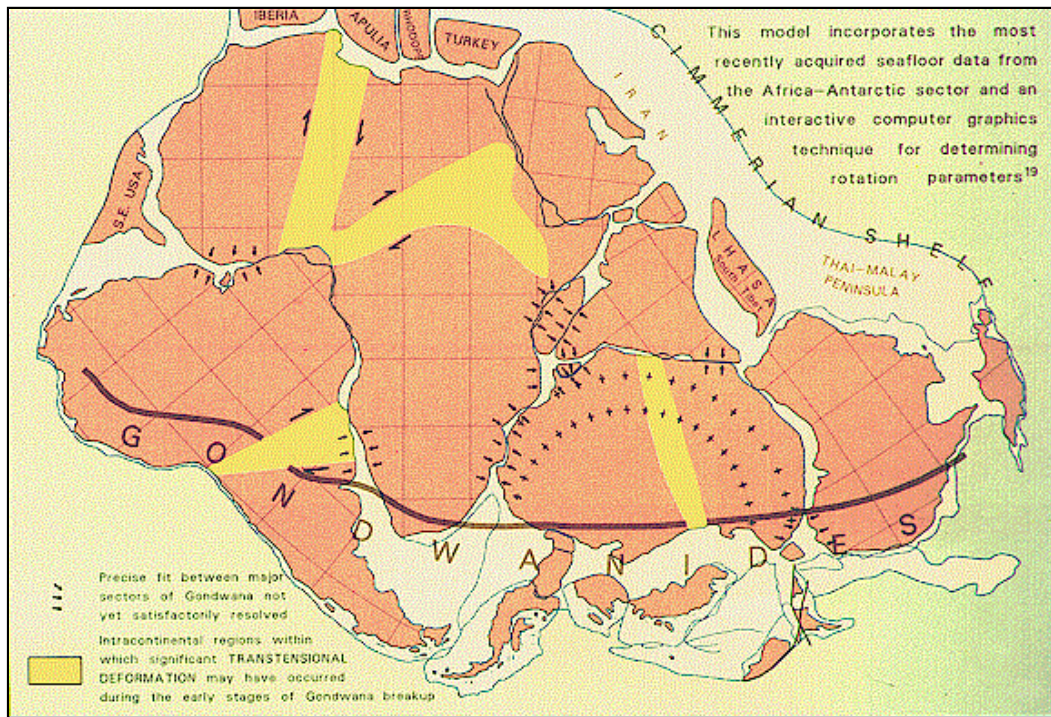 IBERIA
APULIA
RHODOPE
TURKEY
IRAN
CIMMERIAN SHELF
This model incorporates the most
recently acquired seafloor data from
the Africa—Antarctic sector and an
interactive computer graphics
technique for determining
rotation parameters19
S.E. USA
LHASA
South Tibet
THAI—MALAY
PENINSULA
GONDWANIDES
Precise fit between major
sectors of Gondwana not
yet satisfactorily resolved
Intracontinental regions within
which significant TRANSTENSIONAL
DEFORMATION may have occurred
during the early stages of Gondwana breakup